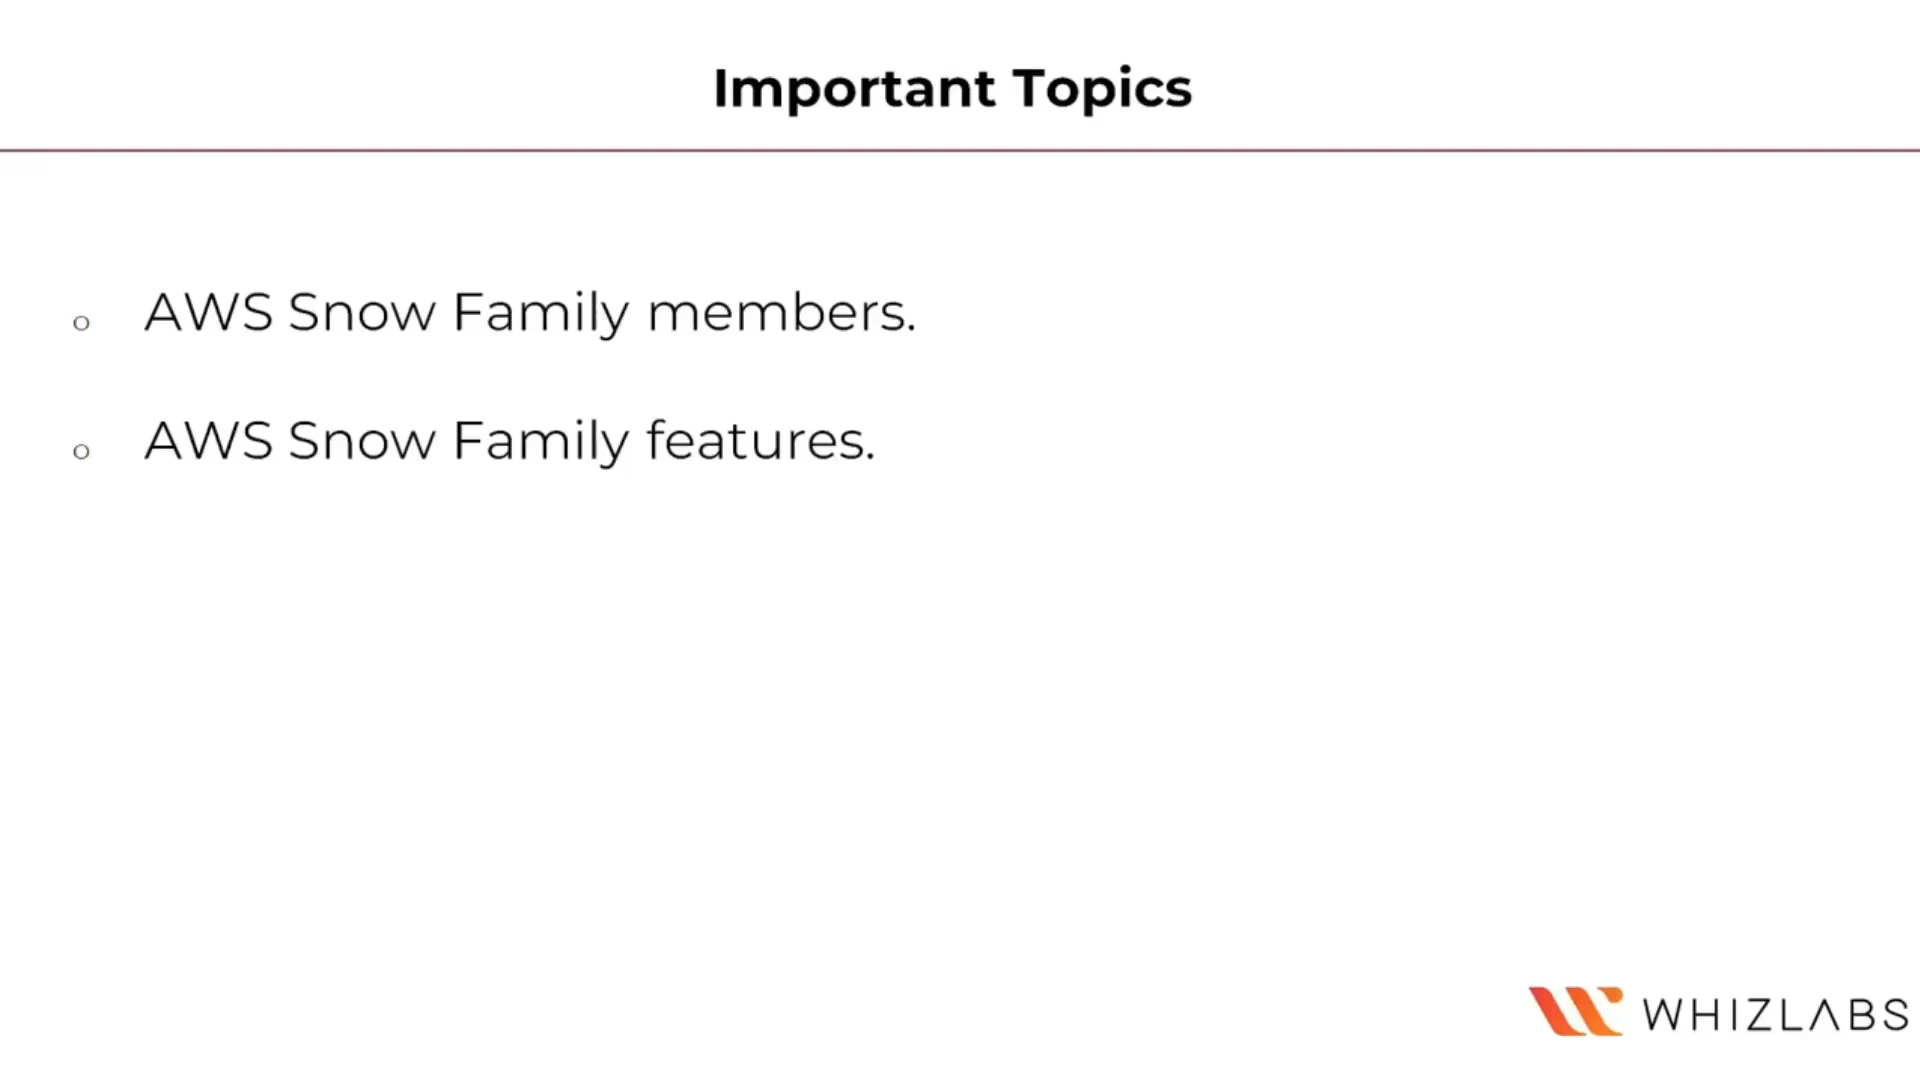 Important Topics
AWS Snow Family members.
AWS Snow Family features.
WHIZLABS